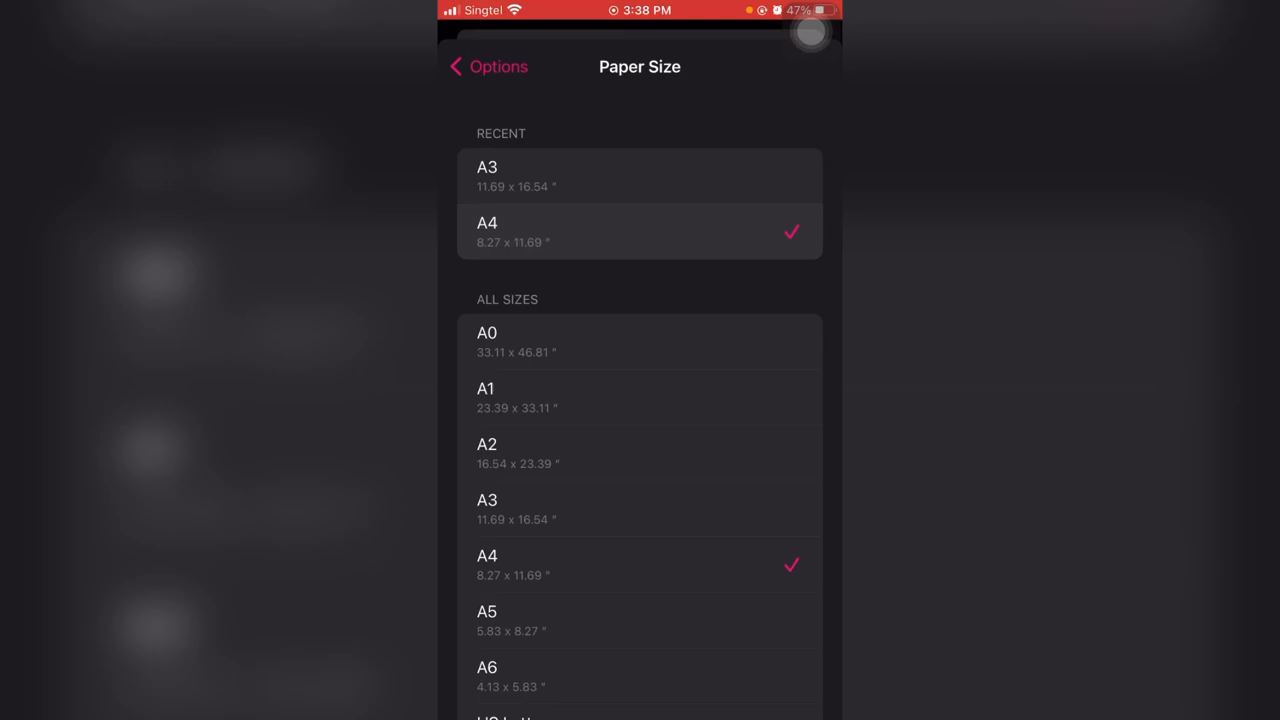 Singtel 3:38 PM 47%
Options Paper Size
RECENT
A3
11.69 x 16.54 "
A4
8.27 x 11.69 "
ALL SIZES
A0
33.11 x 46.81 "
A1
23.39 x 33.11 "
A2
16.54 x 23.39 "
A3
11.69 x 16.54 "
A4
8.27 x 11.69 "
A5
5.83 x 8.27 "
A6
4.13 x 5.83 "